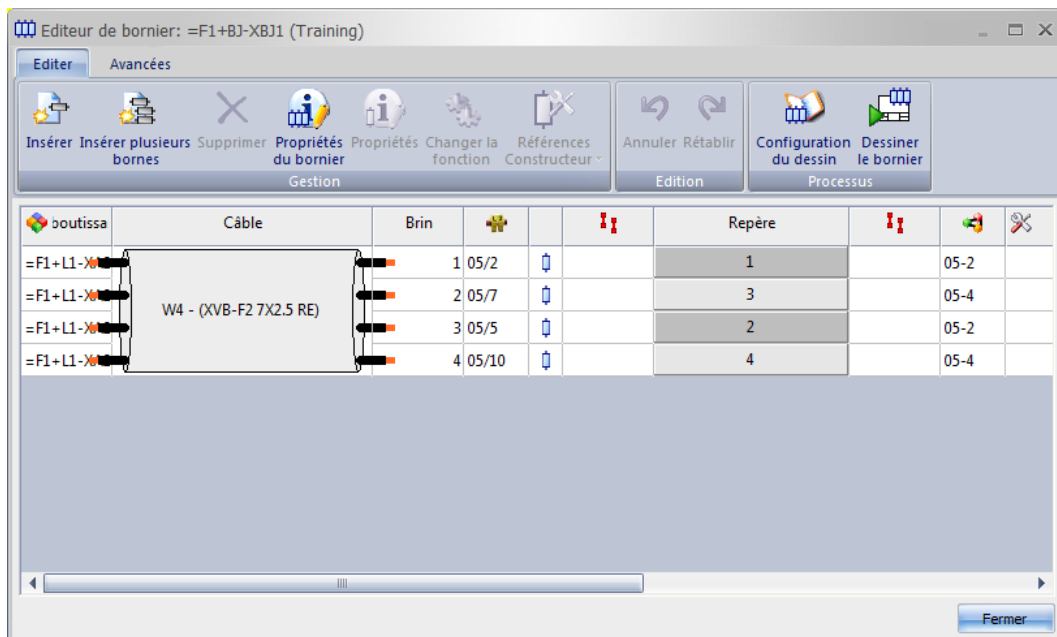 Editeur de bornier: =F1+BJ-XBJ1 (Training)
Editer Avancées
Insérer Insérer plusieurs bornes Supprimer Propriétés du bornier Propriétés Changer la fonction Références Constructeur Annuler Rétablir Configuration du dessin Dessiner le bornier
Gestion Edition Processus
boutissa Câble Brin Repère
=F1+L1- 1 05/2 1 05-2
=F1+L1- 2 05/7 3 05-4
W4 - (XVB-F2 7X2.5 RE)
=F1+L1- 3 05/5 2 05-2
=F1+L1- 4 05/10 4 05-4
Fermer